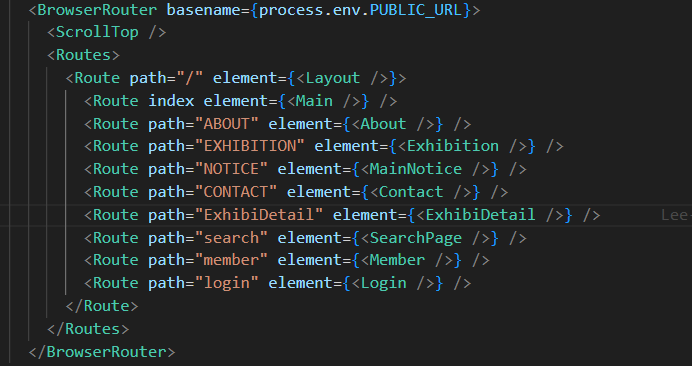 <BrowserRouter basename={process.env.PUBLIC_URL}>
<ScrollTop />
<Routes>
<Route path="/" element={<Layout />}>
<Route index element={<Main />} />
<Route path="ABOUT" element={<About />} />
<Route path="EXHIBITION" element={<Exhibition />} />
<Route path="NOTICE" element={<MainNotice />} />
<Route path="CONTACT" element={<Contact />} />
<Route path="ExhibiDetail" element={<ExhibiDetail />} /> Lee
<Route path="search" element={<SearchPage />} />
<Route path="member" element={<Member />} />
<Route path="login" element={<Login />} />
</Route>
</Routes>
</BrowserRouter>